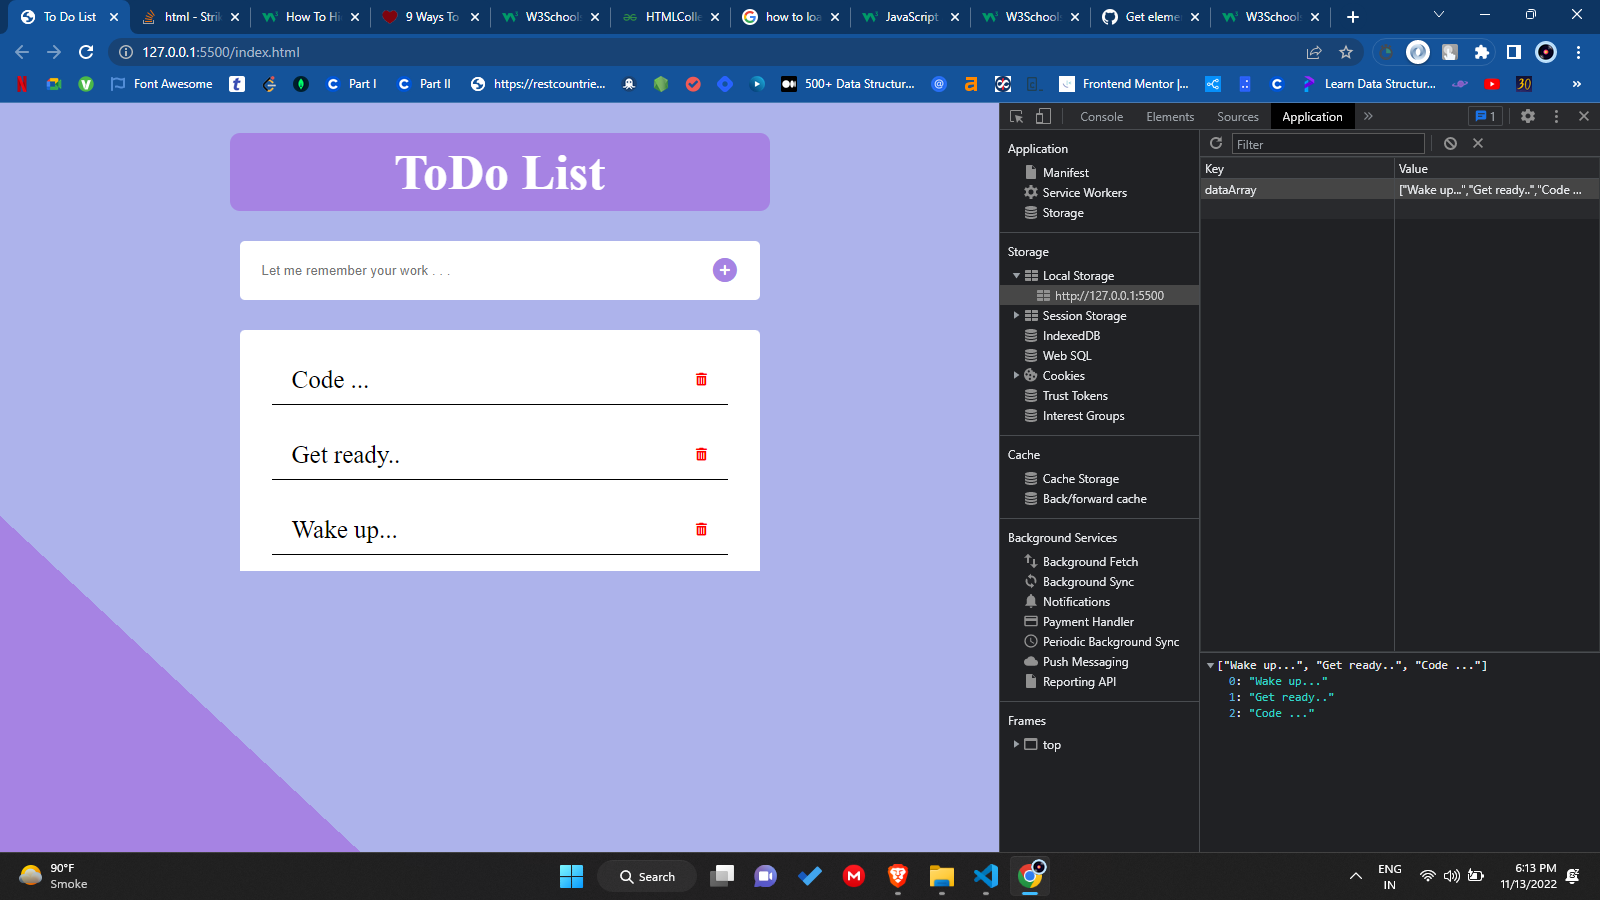 To Do List
html - Strik
How To Hi
9 Ways To
W3School
HTMLColle
how to loa
JavaScript
W3School
Get eleme
W3School
127.0.0.1:5500/index.html
Font Awesome
Part I
Part II
https://restcountrie...
500+ Data Structur...
Frontend Mentor |...
Learn Data Structur...
30
ToDo List
Let me remember your work . . .
Code ...
Get ready..
Wake up...
Console
Elements
Sources
Application
1
Application
Manifest
Service Workers
Storage
Storage
Local Storage
http://127.0.0.1:5500
Session Storage
IndexedDB
Web SQL
Cookies
Trust Tokens
Interest Groups
Cache
Cache Storage
Back/forward cache
Background Services
Background Fetch
Background Sync
Notifications
Payment Handler
Periodic Background Sync
Push Messaging
Reporting API
Frames
top
Filter
Key
Value
dataArray
["Wake up...","Get ready..","Code ...
["Wake up...", "Get ready..", "Code ..."]
0: "Wake up..."
1: "Get ready.."
2: "Code ..."
90°F
Smoke
Search
ENG
IN
6:13 PM
11/13/2022